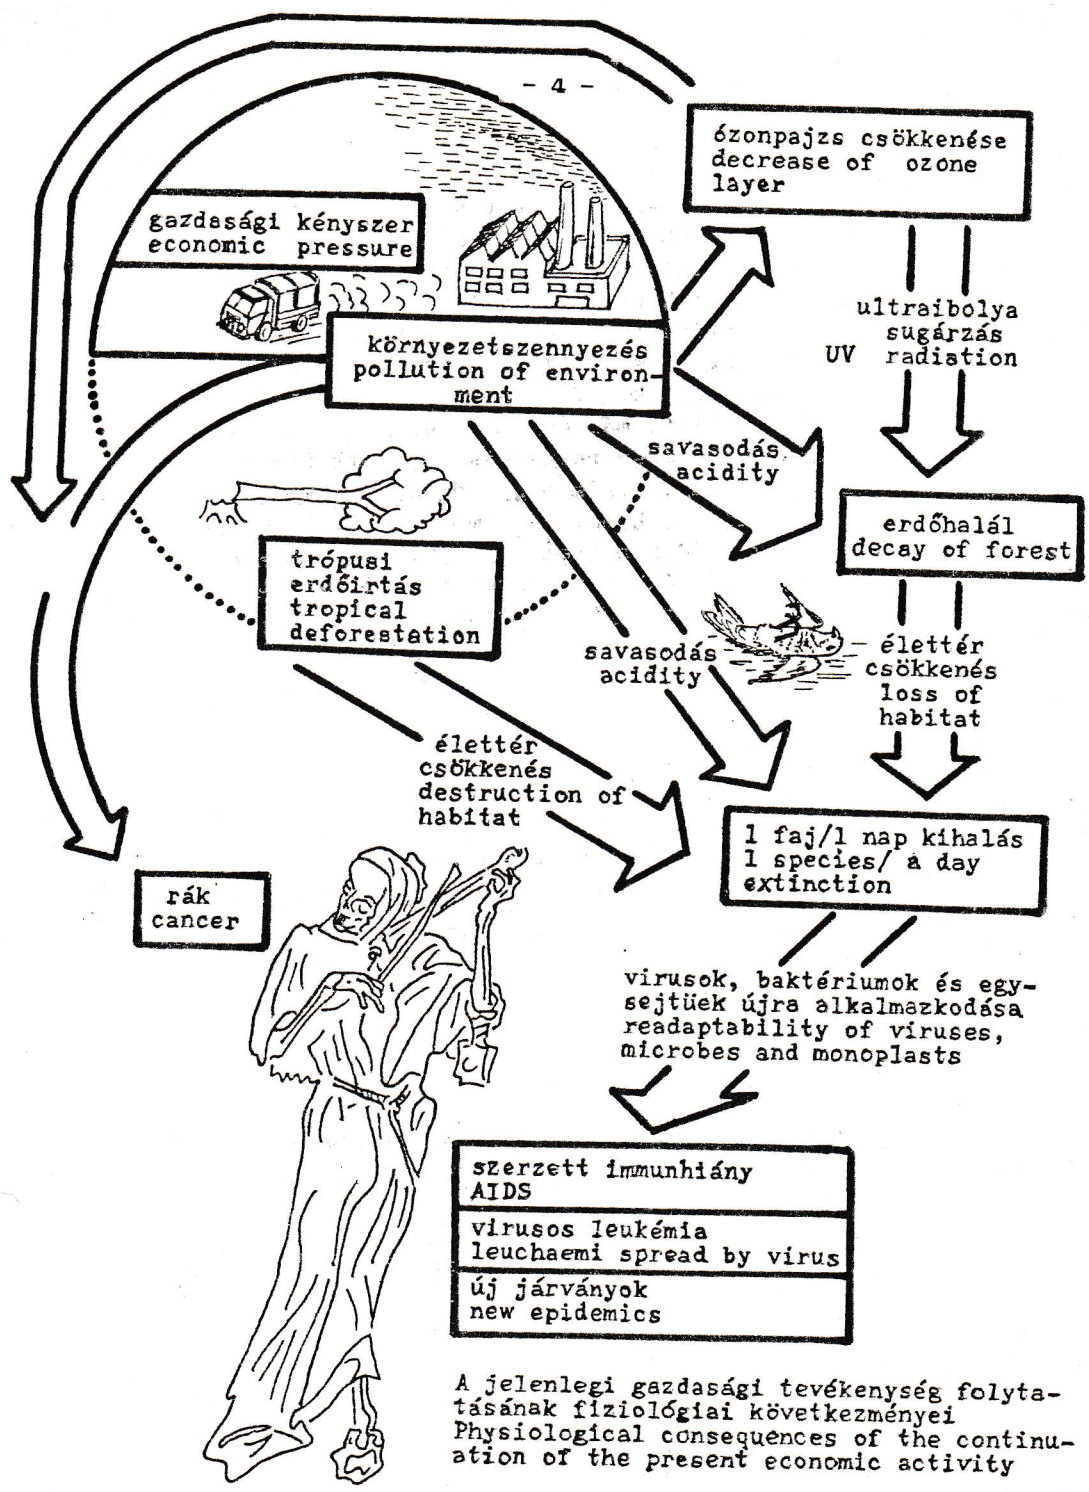 - 4 -
ózonpajzs csökkenése
decrease of ozone
layer
gazdasági kényszer
economic pressure
ultraibolya
sugárzás
UV radiation
környezetszennyezés
pollution of environ-
ment
savasodás
acidity
erdőhalál
decay of forest
trópusi
erdőirtás
tropical
deforestation
savasodás
acidity
élettér
csökkenés
loss of
habitat
élettér
csökkenés
destruction of
habitat
1 faj/1 nap kihalás
1 species/ a day
extinction
rák
cancer
virusok, baktériumok és egy-
sejtüek újra alkalmazkodása
readaptability of viruses,
microbes and monoplasts
szerzett immunhiány
AIDS
virusos leukémia
leuchaemi spread by virus
új járványok
new epidemics
A jelenlegi gazdasági tevékenység folyta-
tásának fiziológiai következményei
Physiological consequences of the continu-
ation of the present economic activity